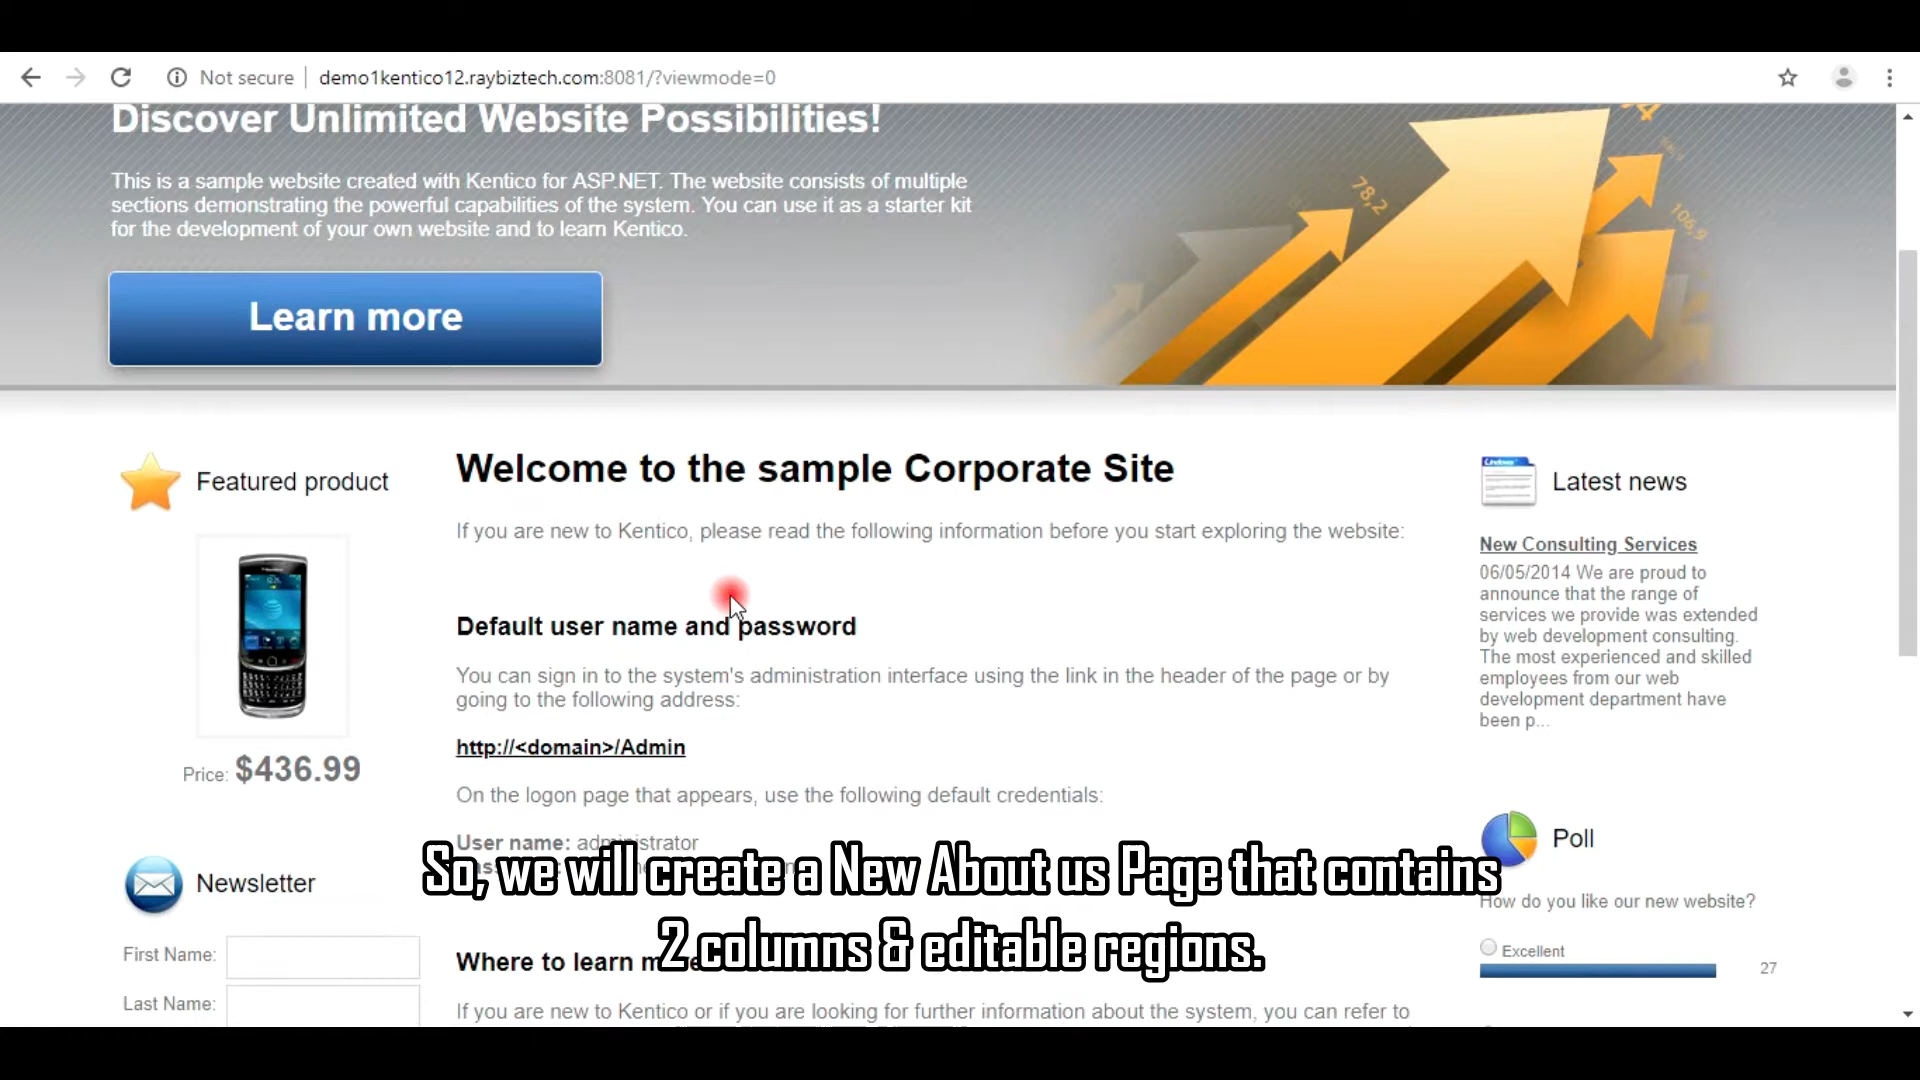 Not secure
demo1kentico12.raybiztech.com:8081/?viewmode=0
Discover Unlimited Website Possibilities!
This is a sample website created with Kentico for ASP.NET. The website consists of multiple
sections demonstrating the powerful capabilities of the system. You can use it as a starter kit
for the development of your own website and to learn Kentico.
Learn more
78,2
106,9
Featured product
Price: $436.99
Newsletter
First Name:
Last Name:
Welcome to the sample Corporate Site
If you are new to Kentico, please read the following information before you start exploring the website:
Default user name and password
You can sign in to the system's administration interface using the link in the header of the page or by
going to the following address:
http://<domain>/Admin
On the logon page that appears, use the following default credentials:
User name: administrator
Where to learn
If you are new to Kentico or if you are looking for further information about the system, you can refer to
So, we will create a New About us Page that contains
2 columns & editable regions.
Latest news
New Consulting Services
06/05/2014 We are proud to
announce that the range of
services we provide was extended
by web development consulting.
The most experienced and skilled
employees from our web
development department have
been p...
Poll
How do you like our new website?
Excellent
27